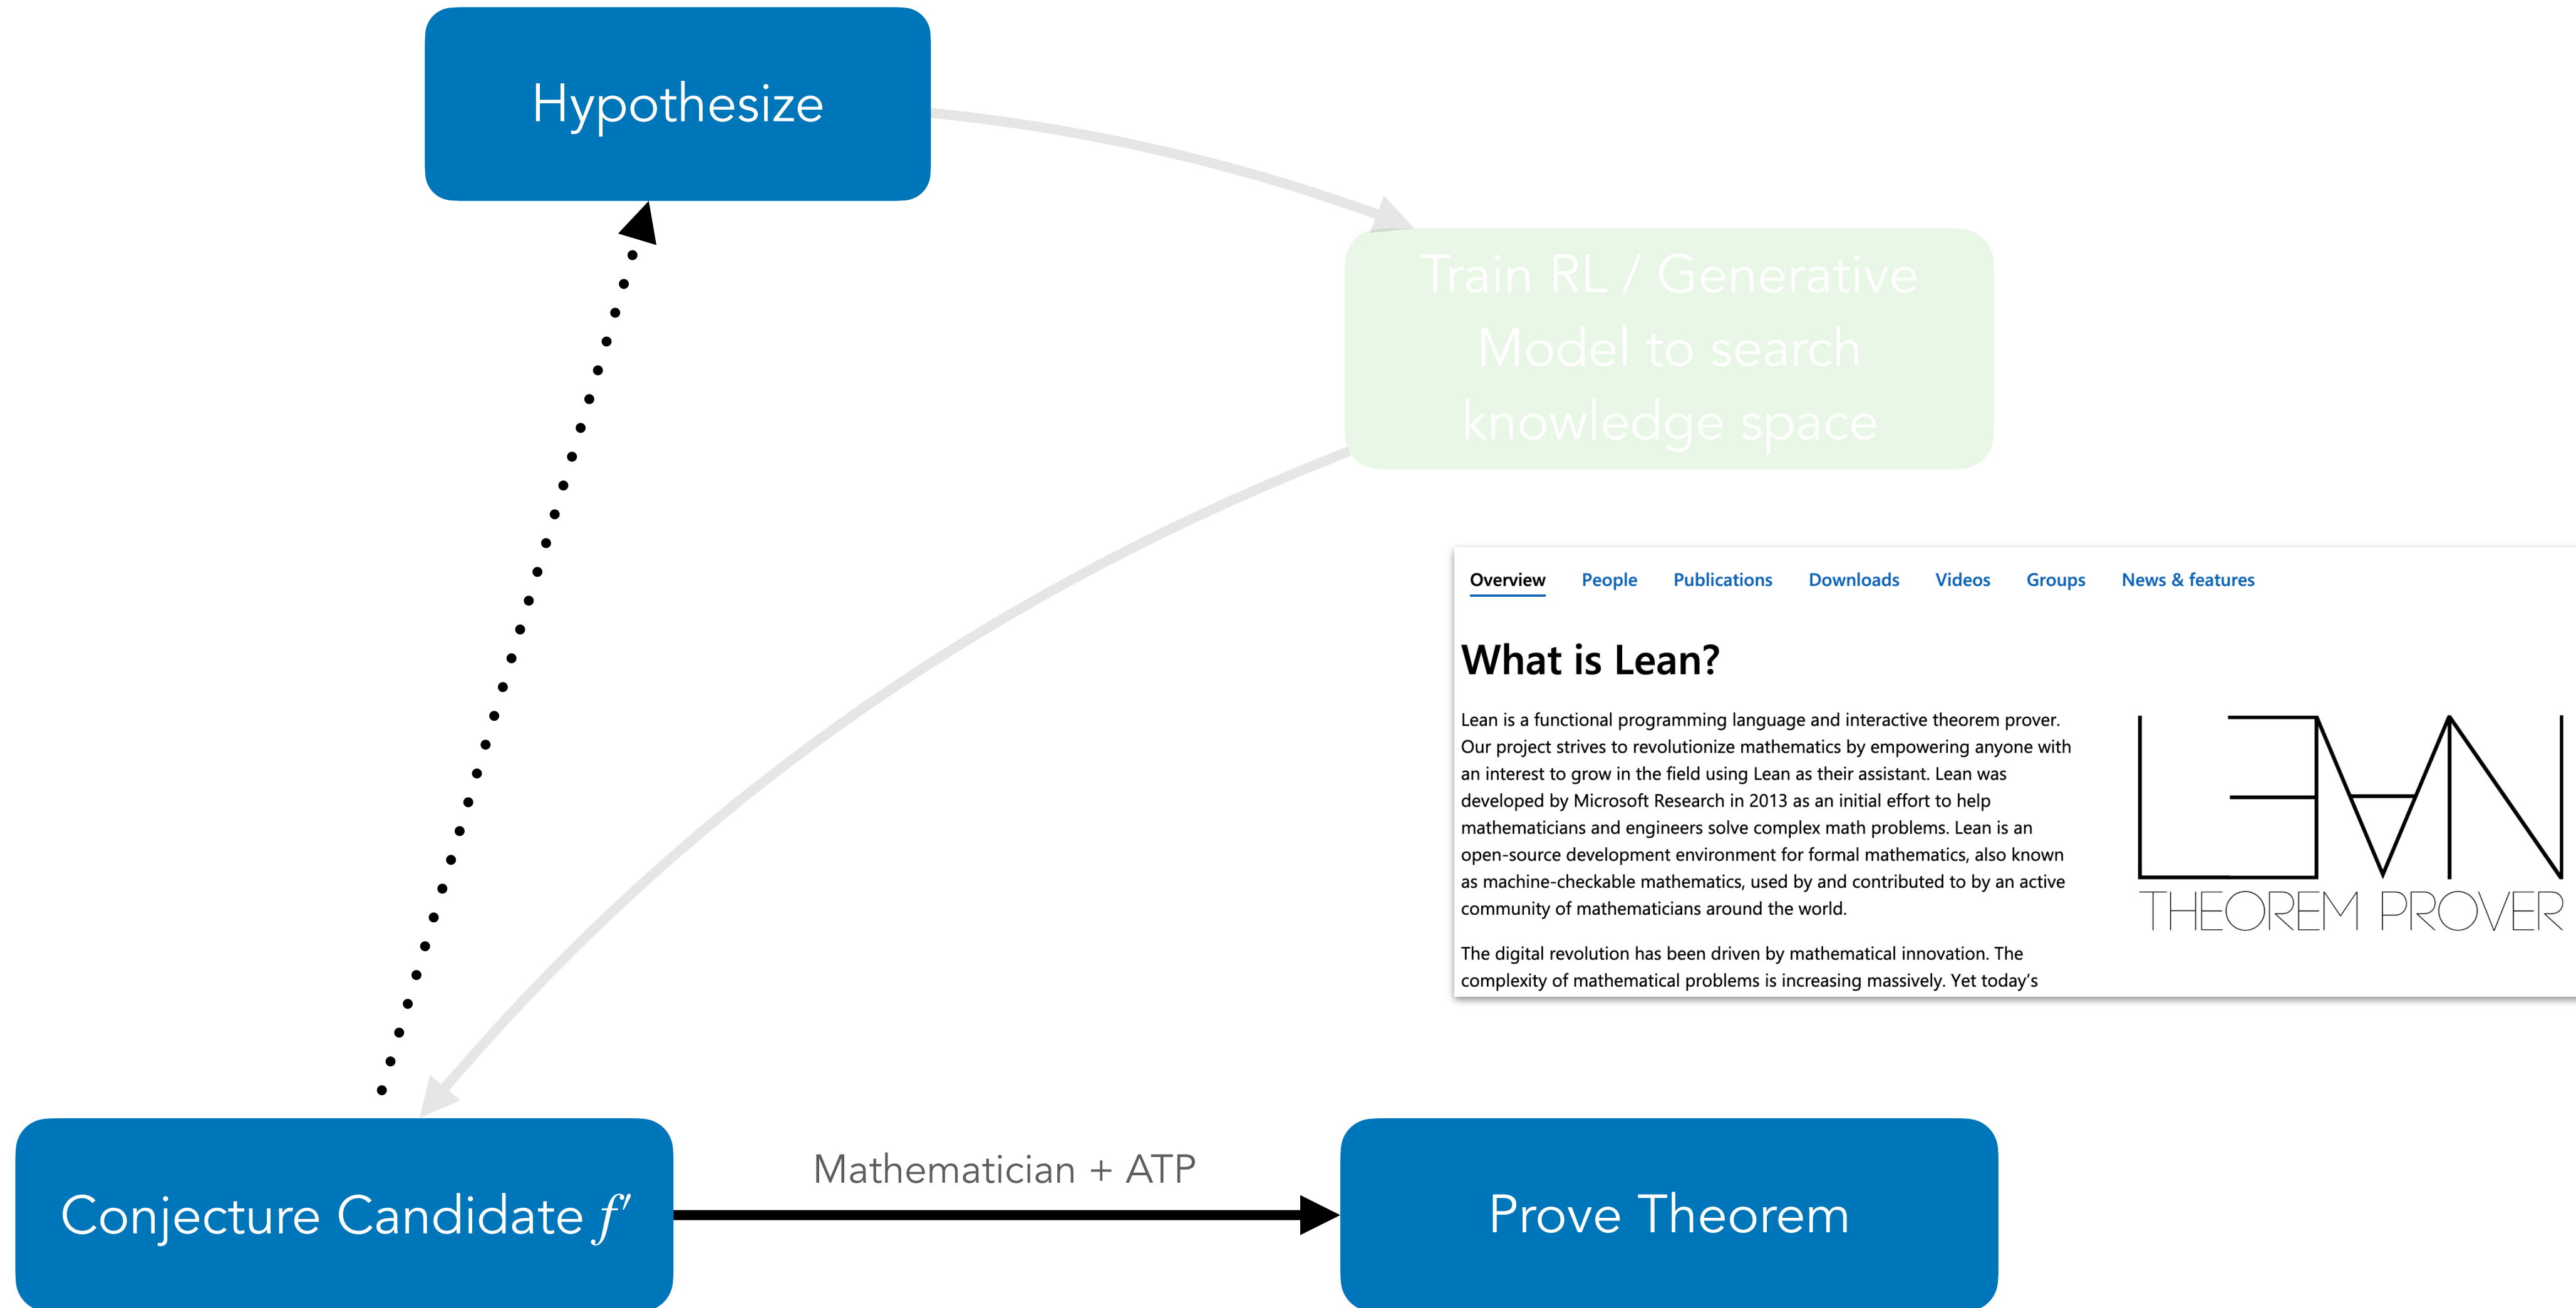 Hypothesize
Train RL / Generative
Model to search
knowledge space
Overview People Publications Downloads Videos Groups News & features
What is Lean?
Lean is a functional programming language and interactive theorem prover.
Our project strives to revolutionize mathematics by empowering anyone with
an interest to grow in the field using Lean as their assistant. Lean was
developed by Microsoft Research in 2013 as an initial effort to help
mathematicians and engineers solve complex math problems. Lean is an
open-source development environment for formal mathematics, also known
as machine-checkable mathematics, used by and contributed to by an active
community of mathematicians around the world.
The digital revolution has been driven by mathematical innovation. The
complexity of mathematical problems is increasing massively. Yet today's
L∃∀N
THEOREM PROVER
Conjecture Candidate f′
Mathematician + ATP
Prove Theorem